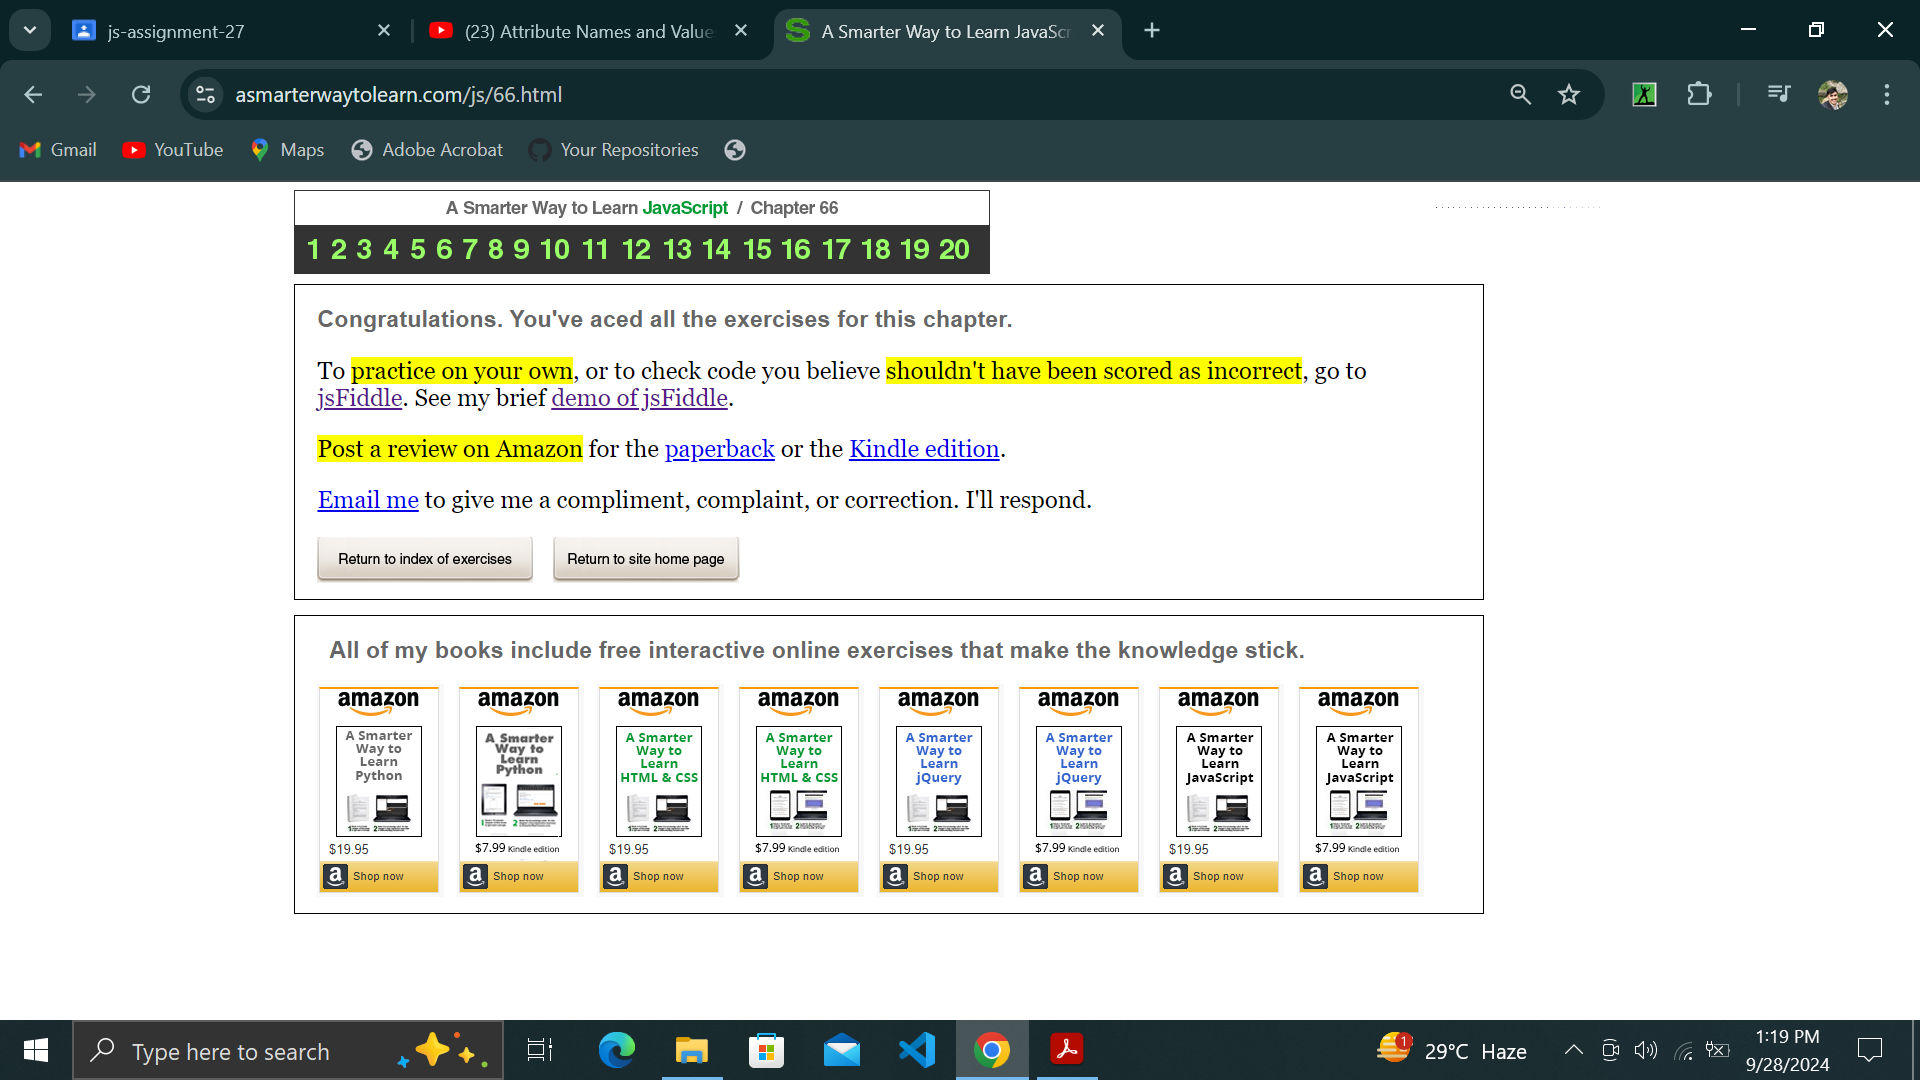 js-assignment-27
(23) Attribute Names and Value
A Smarter Way to Learn JavaScr
asmarterwaytolearn.com/js/66.html
Gmail
YouTube
Maps
Adobe Acrobat
Your Repositories
A Smarter Way to Learn JavaScript / Chapter 66
1 2 3 4 5 6 7 8 9 10 11 12 13 14 15 16 17 18 19 20
Congratulations. You've aced all the exercises for this chapter.
To practice on your own, or to check code you believe shouldn't have been scored as incorrect, go to
jsFiddle. See my brief demo of jsFiddle.
Post a review on Amazon for the paperback or the Kindle edition.
Email me to give me a compliment, complaint, or correction. I'll respond.
Return to index of exercises
Return to site home page
All of my books include free interactive online exercises that make the knowledge stick.
amazon
A Smarter
Way to
Learn
Python
$19.95
a Shop now
amazon
A Smarter
Way to
Learn
Python
$7.99 Kindle edition
a Shop now
amazon
A Smarter
Way to
Learn
HTML & CSS
$19.95
a Shop now
amazon
A Smarter
Way to
Learn
HTML & CSS
$7.99 Kindle edition
a Shop now
amazon
A Smarter
Way to
Learn
jQuery
$19.95
a Shop now
amazon
A Smarter
Way to
Learn
jQuery
$7.99 Kindle edition
a Shop now
amazon
A Smarter
Way to
Learn
JavaScript
$19.95
a Shop now
amazon
A Smarter
Way to
Learn
JavaScript
$7.99 Kindle edition
a Shop now
Type here to search
1
29°C Haze
1:19 PM
9/28/2024